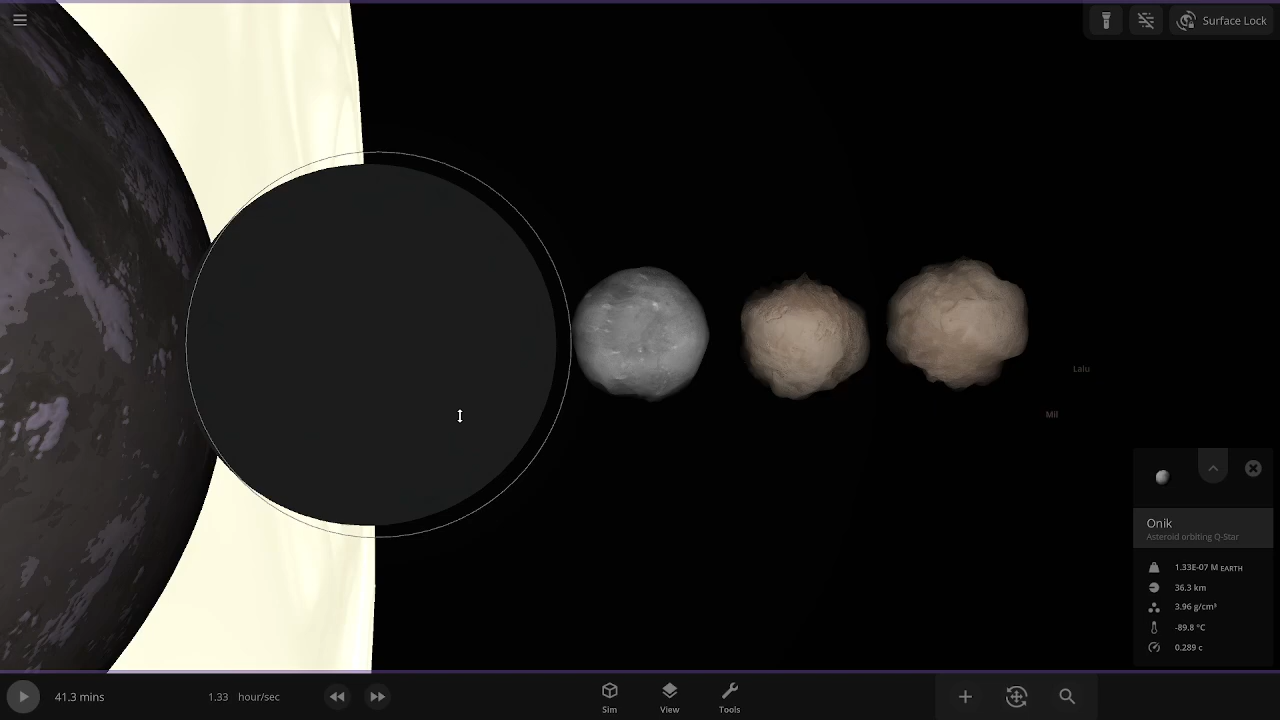 Surface Lock
Lalu
Mil
Onik
Asteroid orbiting Q-Star
1.33E-07 M EARTH
36.3 km
3.96 g/cm³
-89.8 °C
0.289 c
41.3 mins
1.33 hour/sec
Sim
View
Tools